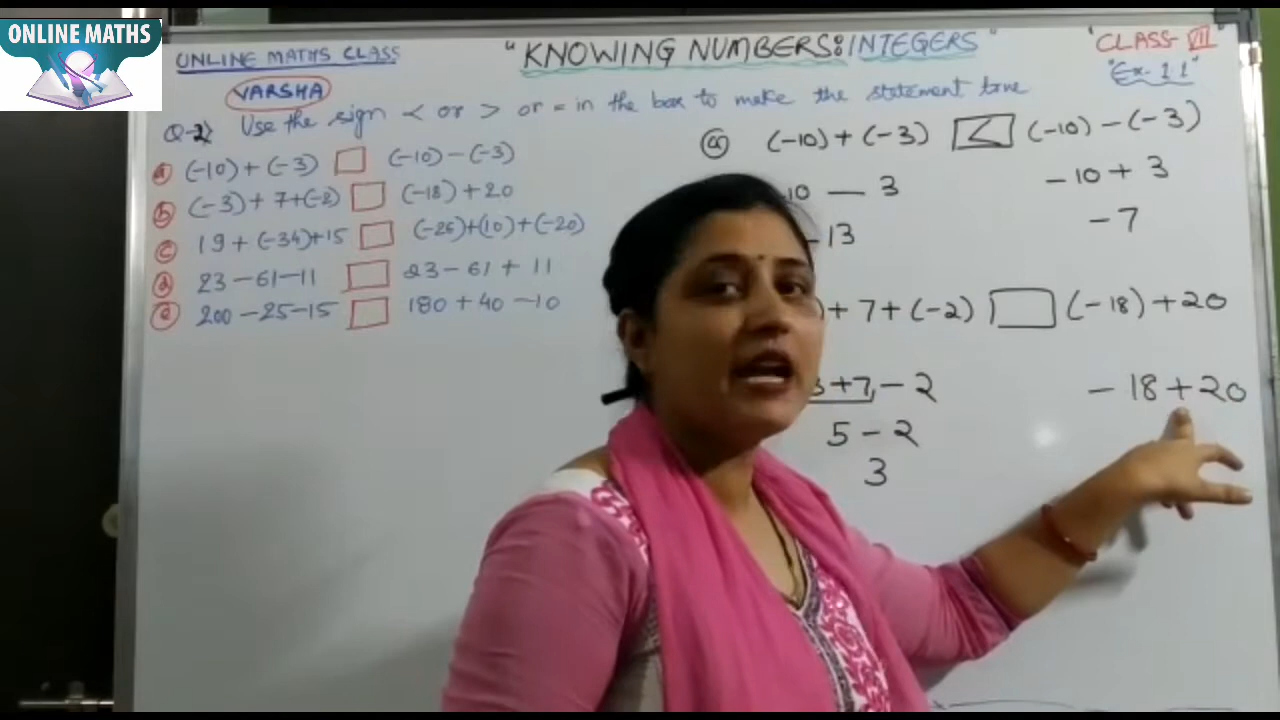 ONLINE MATHS
ONLINE MATHS CLASS
" KNOWING NUMBERS:INTEGERS "
"CLASS-VII"
"Ex-1.1"
VARSHA
Q-2) Use the sign < or > or = in the box to make the statement true
a (-10)+(-3) □ (-10)-(-3)
b (-3)+7+(-2) □ (-18)+20
c 19+(-34)+15 □ (-26)+(10)+(-20)
d 23-61-11 □ 23-61+11
e 200-25-15 □ 180+40-10
a (-10)+(-3) < (-10)-(-3)
10 - 3
-10+3
-13
-7
)+7+(-2) □ (-18)+20
3+7,-2
-18+20
5-2
3